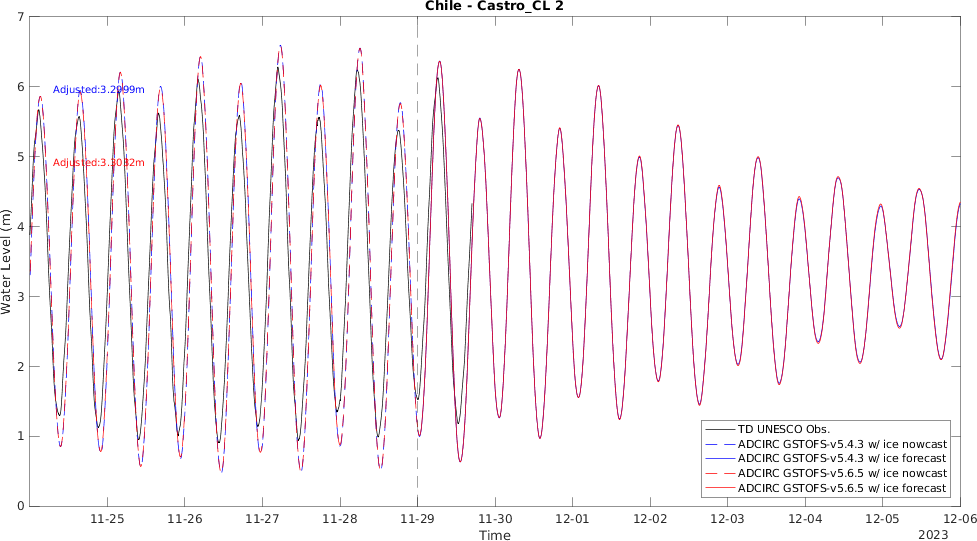 Chile - Castro_CL 2
7
6
5
4
3
2
1
0
Water Level (m)
Adjusted:3.2999m
Adjusted:3.3032m
TD UNESCO Obs.
ADCIRC GSTOFS-v5.4.3 w/ ice nowcast
ADCIRC GSTOFS-v5.4.3 w/ ice forecast
ADCIRC GSTOFS-v5.6.5 w/ ice nowcast
ADCIRC GSTOFS-v5.6.5 w/ ice forecast
11-25 11-26 11-27 11-28 11-29 11-30 12-01 12-02 12-03 12-04 12-05 12-06
Time
2023